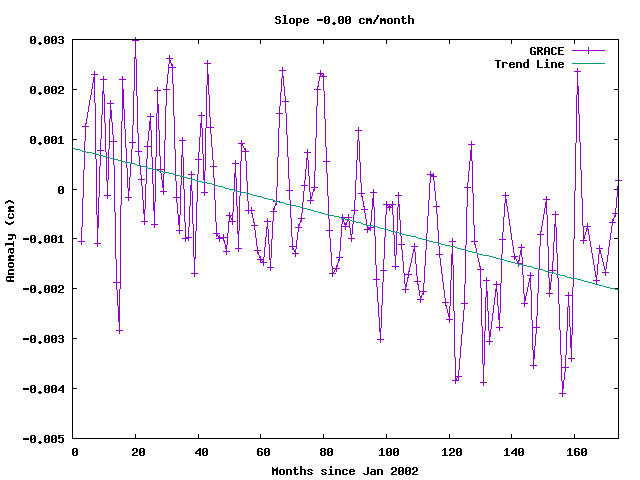 Slope -0.00 cm/month
GRACE
Trend Line
0.003
0.002
0.001
0
-0.001
-0.002
-0.003
-0.004
-0.005
Anomaly (cm)
0 20 40 60 80 100 120 140 160
Months since Jan 2002